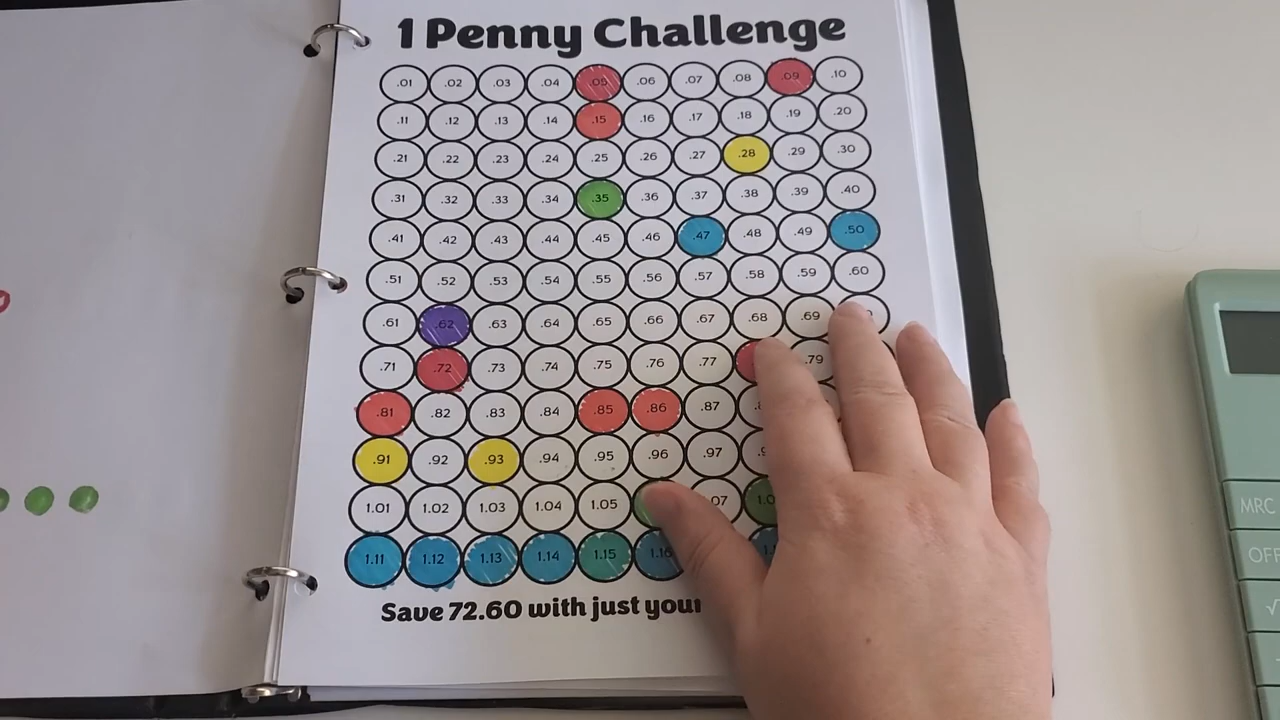 1 Penny Challenge
.01 .02 .03 .04 .05 .06 .07 .08 .09 .10
.11 .12 .13 .14 .15 .16 .17 .18 .19 .20
.21 .22 .23 .24 .25 .26 .27 .28 .29 .30
.31 .32 .33 .34 .35 .36 .37 .38 .39 .40
.41 .42 .43 .44 .45 .46 .47 .48 .49 .50
.51 .52 .53 .54 .55 .56 .57 .58 .59 .60
.61 .62 .63 .64 .65 .66 .67 .68 .69
.71 .72 .73 .74 .75 .76 .77 .79
.81 .82 .83 .84 .85 .86 .87
.91 .92 .93 .94 .95 .96 .97
1.01 1.02 1.03 1.04 1.05
1.11 1.12 1.13 1.14 1.15 1.16
Save 72.60 with just your
MRC
OFF
√